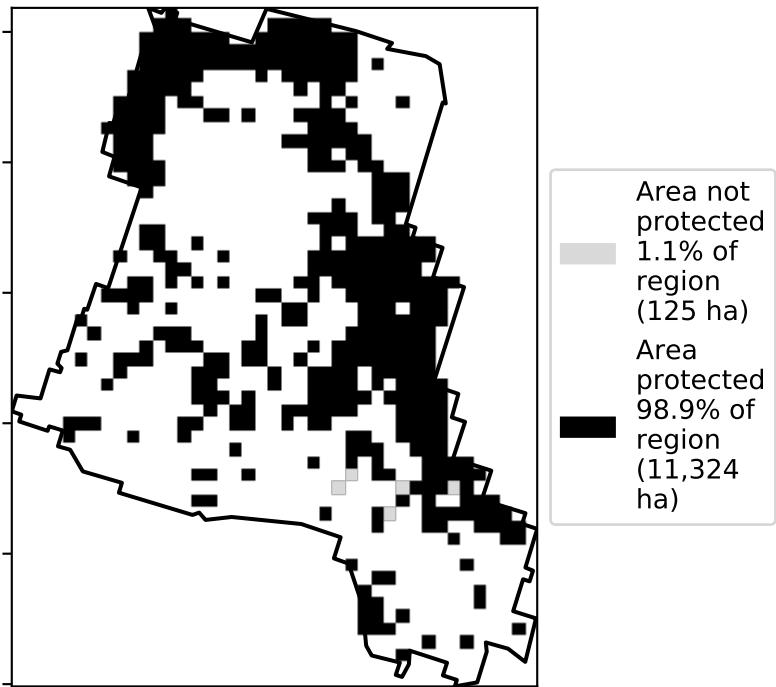 Area not
protected
1.1% of
region
(125 ha)
Area
protected
98.9% of
region
(11,324
ha)